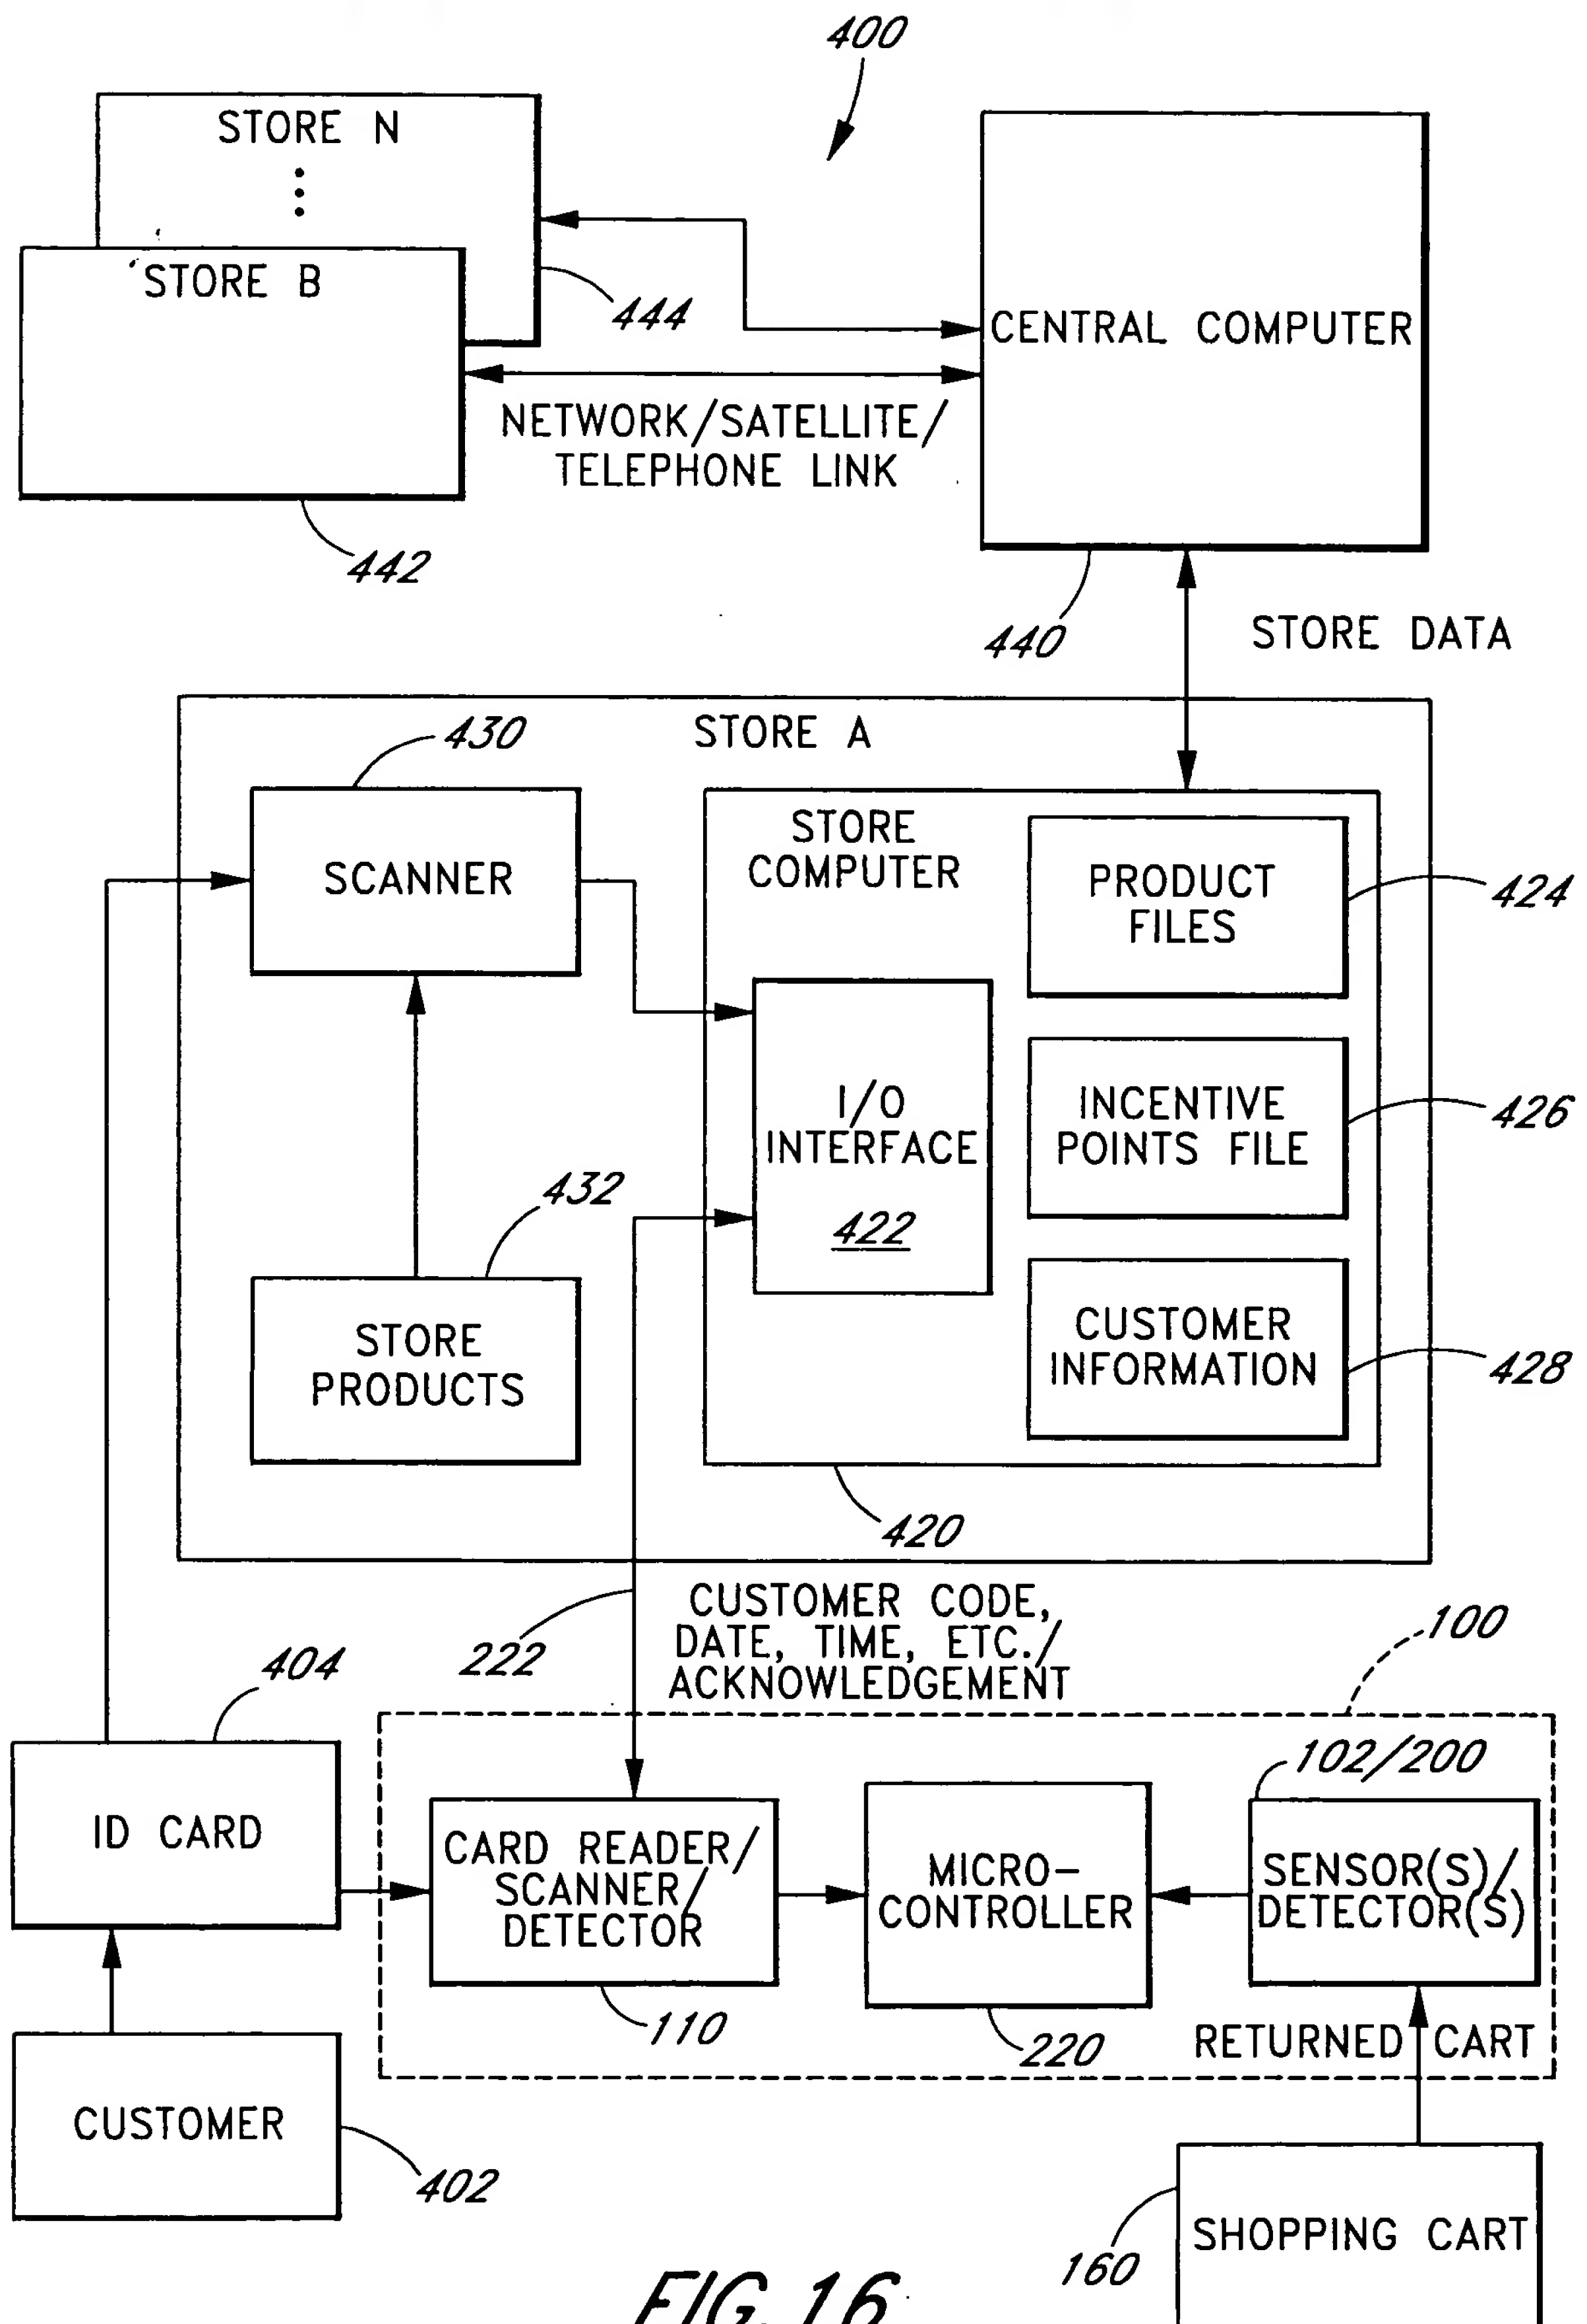 400
STORE N
STORE B
444
CENTRAL COMPUTER
NETWORK/SATELLITE/
TELEPHONE LINK
442
440
STORE DATA
430
STORE A
SCANNER
STORE
COMPUTER
PRODUCT
FILES
424
I/O
INTERFACE
422
INCENTIVE
POINTS FILE
426
432
STORE
PRODUCTS
CUSTOMER
INFORMATION
428
420
222
CUSTOMER CODE,
DATE, TIME, ETC./
ACKNOWLEDGEMENT
100
404
ID CARD
102/200
CARD READER/
SCANNER/
DETECTOR
MICRO-
CONTROLLER
SENSOR(S)/
DETECTOR(S)
110
220
RETURNED CART
CUSTOMER
402
SHOPPING CART
160
FIG. 16